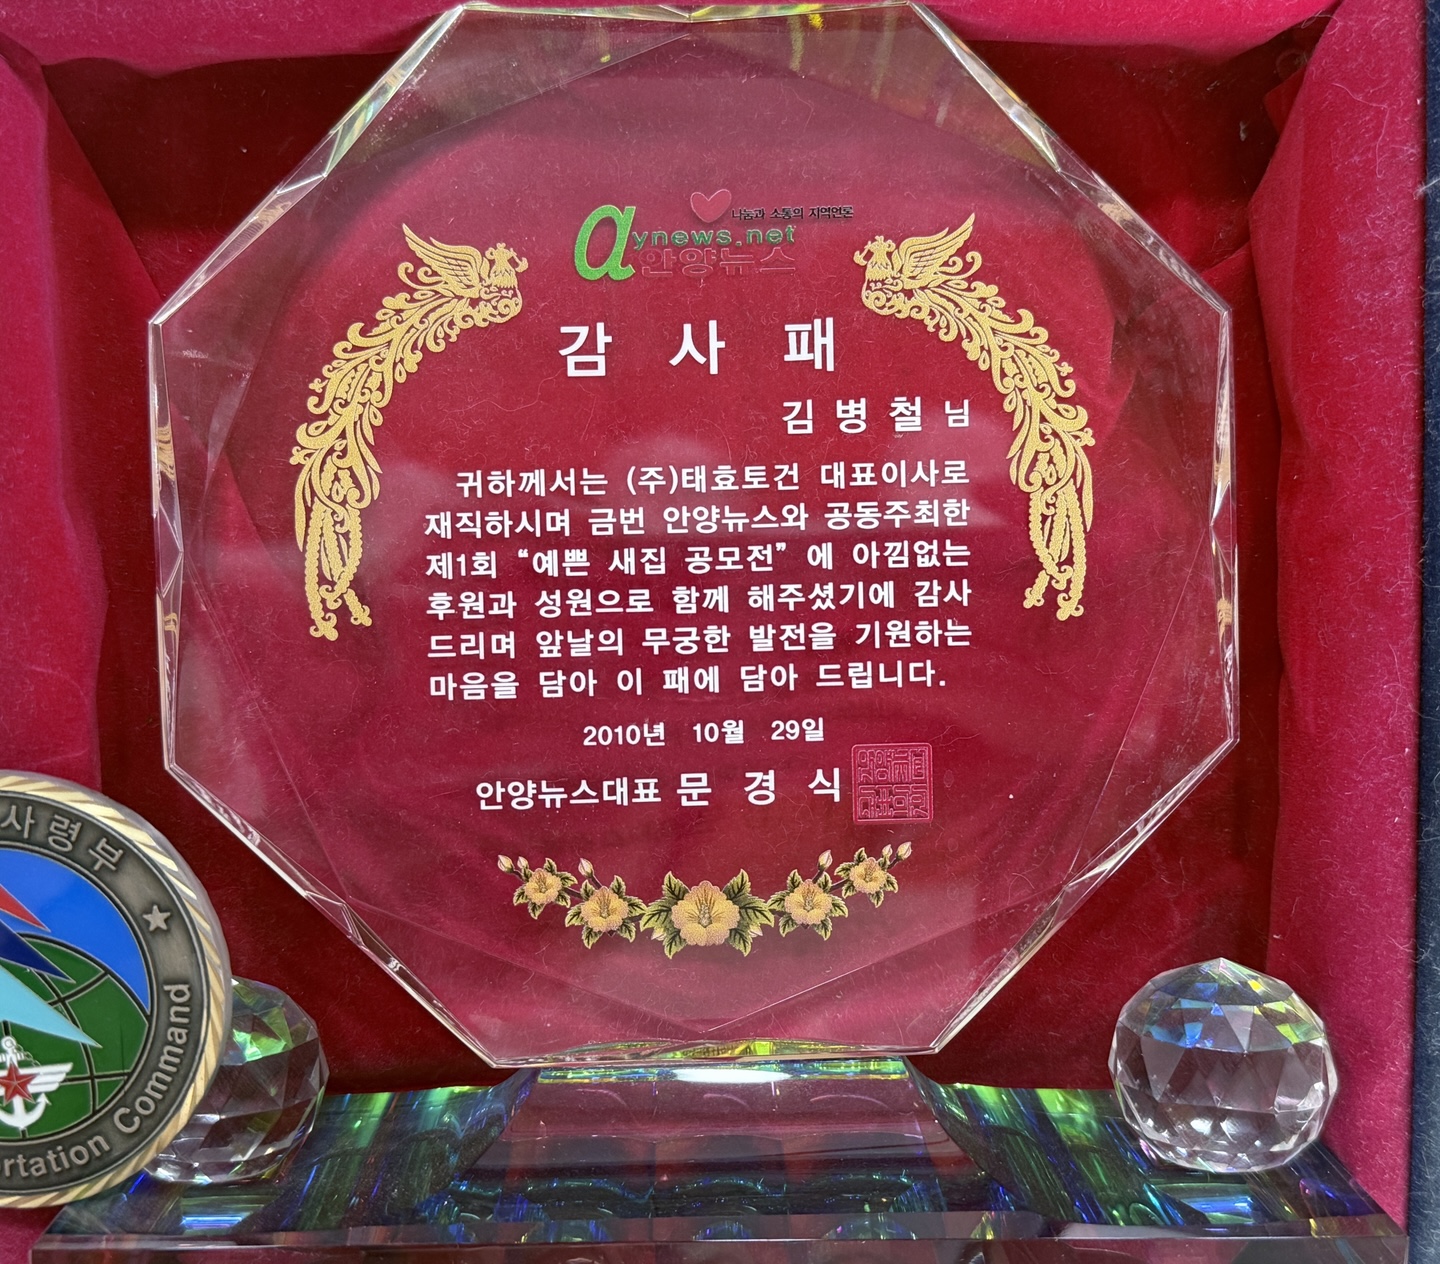 나눔과 소통의 지역언론
aynews.net
안양뉴스
감 사 패
김 병 철 님
귀하께서는 (주)태효토건 대표이사로
재직하시며 금번 안양뉴스와 공동주최한
제1회 “예쁜 새집 공모전” 에 아낌없는
후원과 성원으로 함께 해주셨기에 감사
드리며 앞날의 무궁한 발전을 기원하는
마음을 담아 이 패에 담아 드립니다.
2010년 10월 29일
안양뉴스대표 문 경 식
사령부
rtation Command